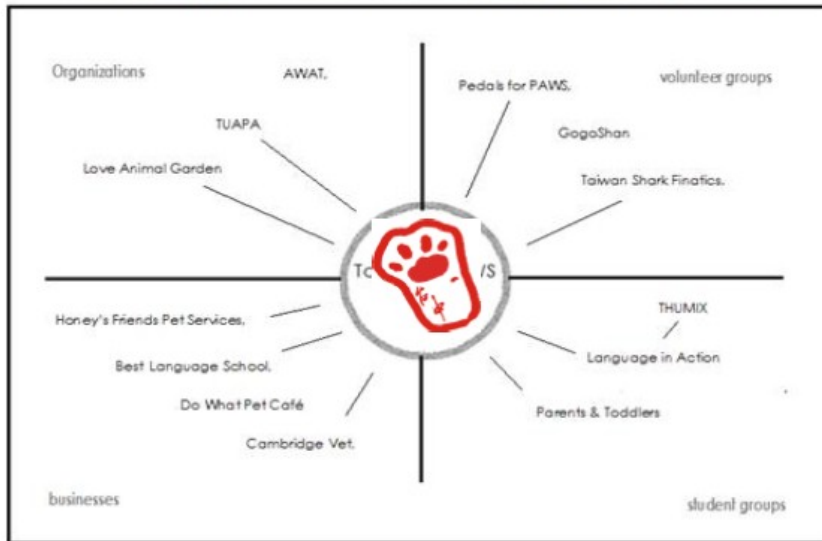 Organizations
AWAT.
TUAPA
Love Animal Garden
Pedals for PAWS.
volunteer groups
GogoShan
Taiwan Shark Finatics.
Honey's Friends Pet Services.
Best Language School.
Do What Pet Café
Cambridge Vet.
businesses
THUMIX
Language in Action
Parents & Toddlers
student groups